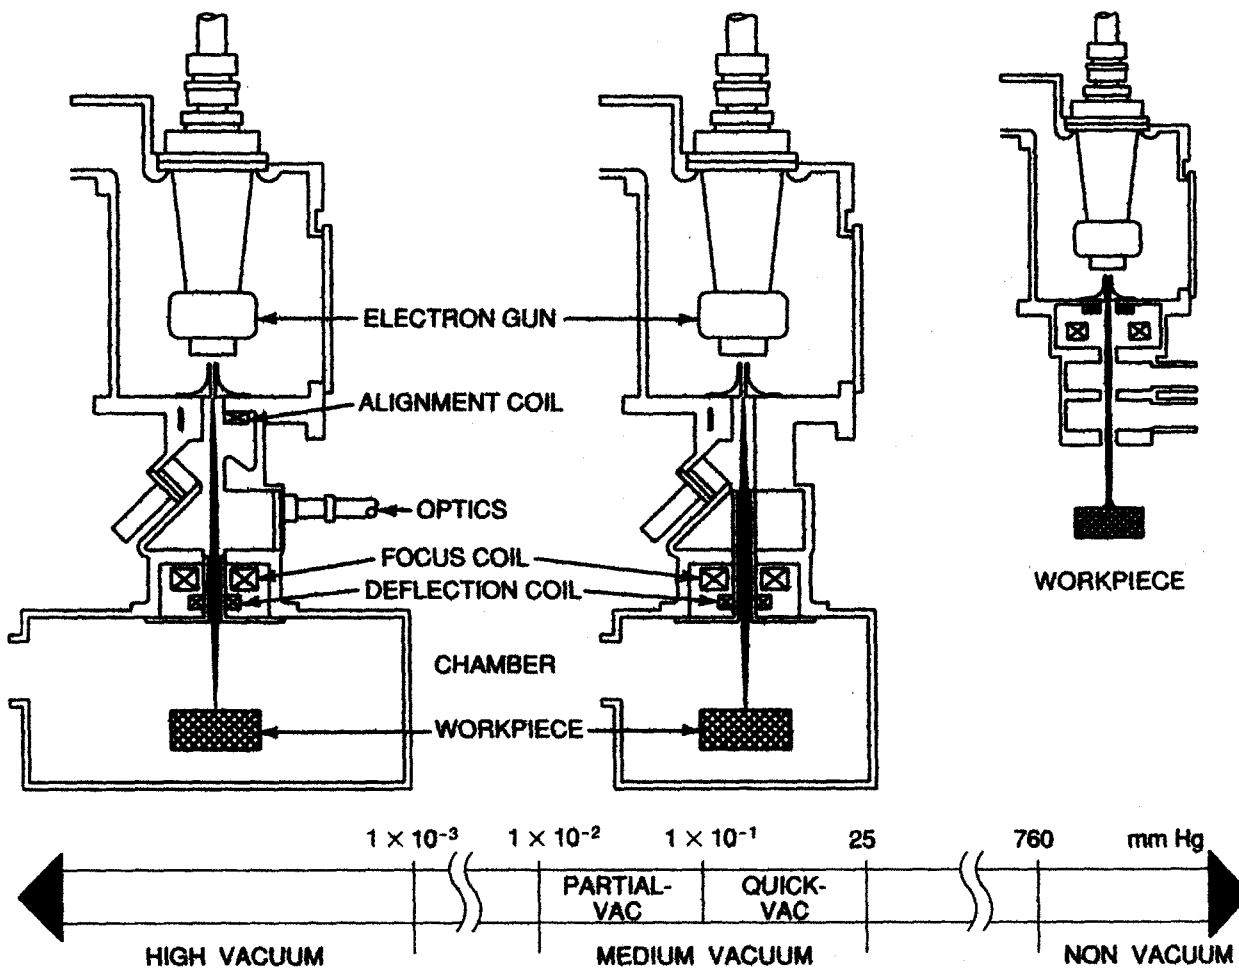 ELECTRON GUN
ALIGNMENT COIL
OPTICS
FOCUS COIL
DEFLECTION COIL
WORKPIECE
CHAMBER
WORKPIECE
1 × 10⁻³ 1 × 10⁻² 1 × 10⁻¹ 25 760 mm Hg
PARTIAL-
VAC
QUICK-
VAC
HIGH VACUUM MEDIUM VACUUM NON VACUUM